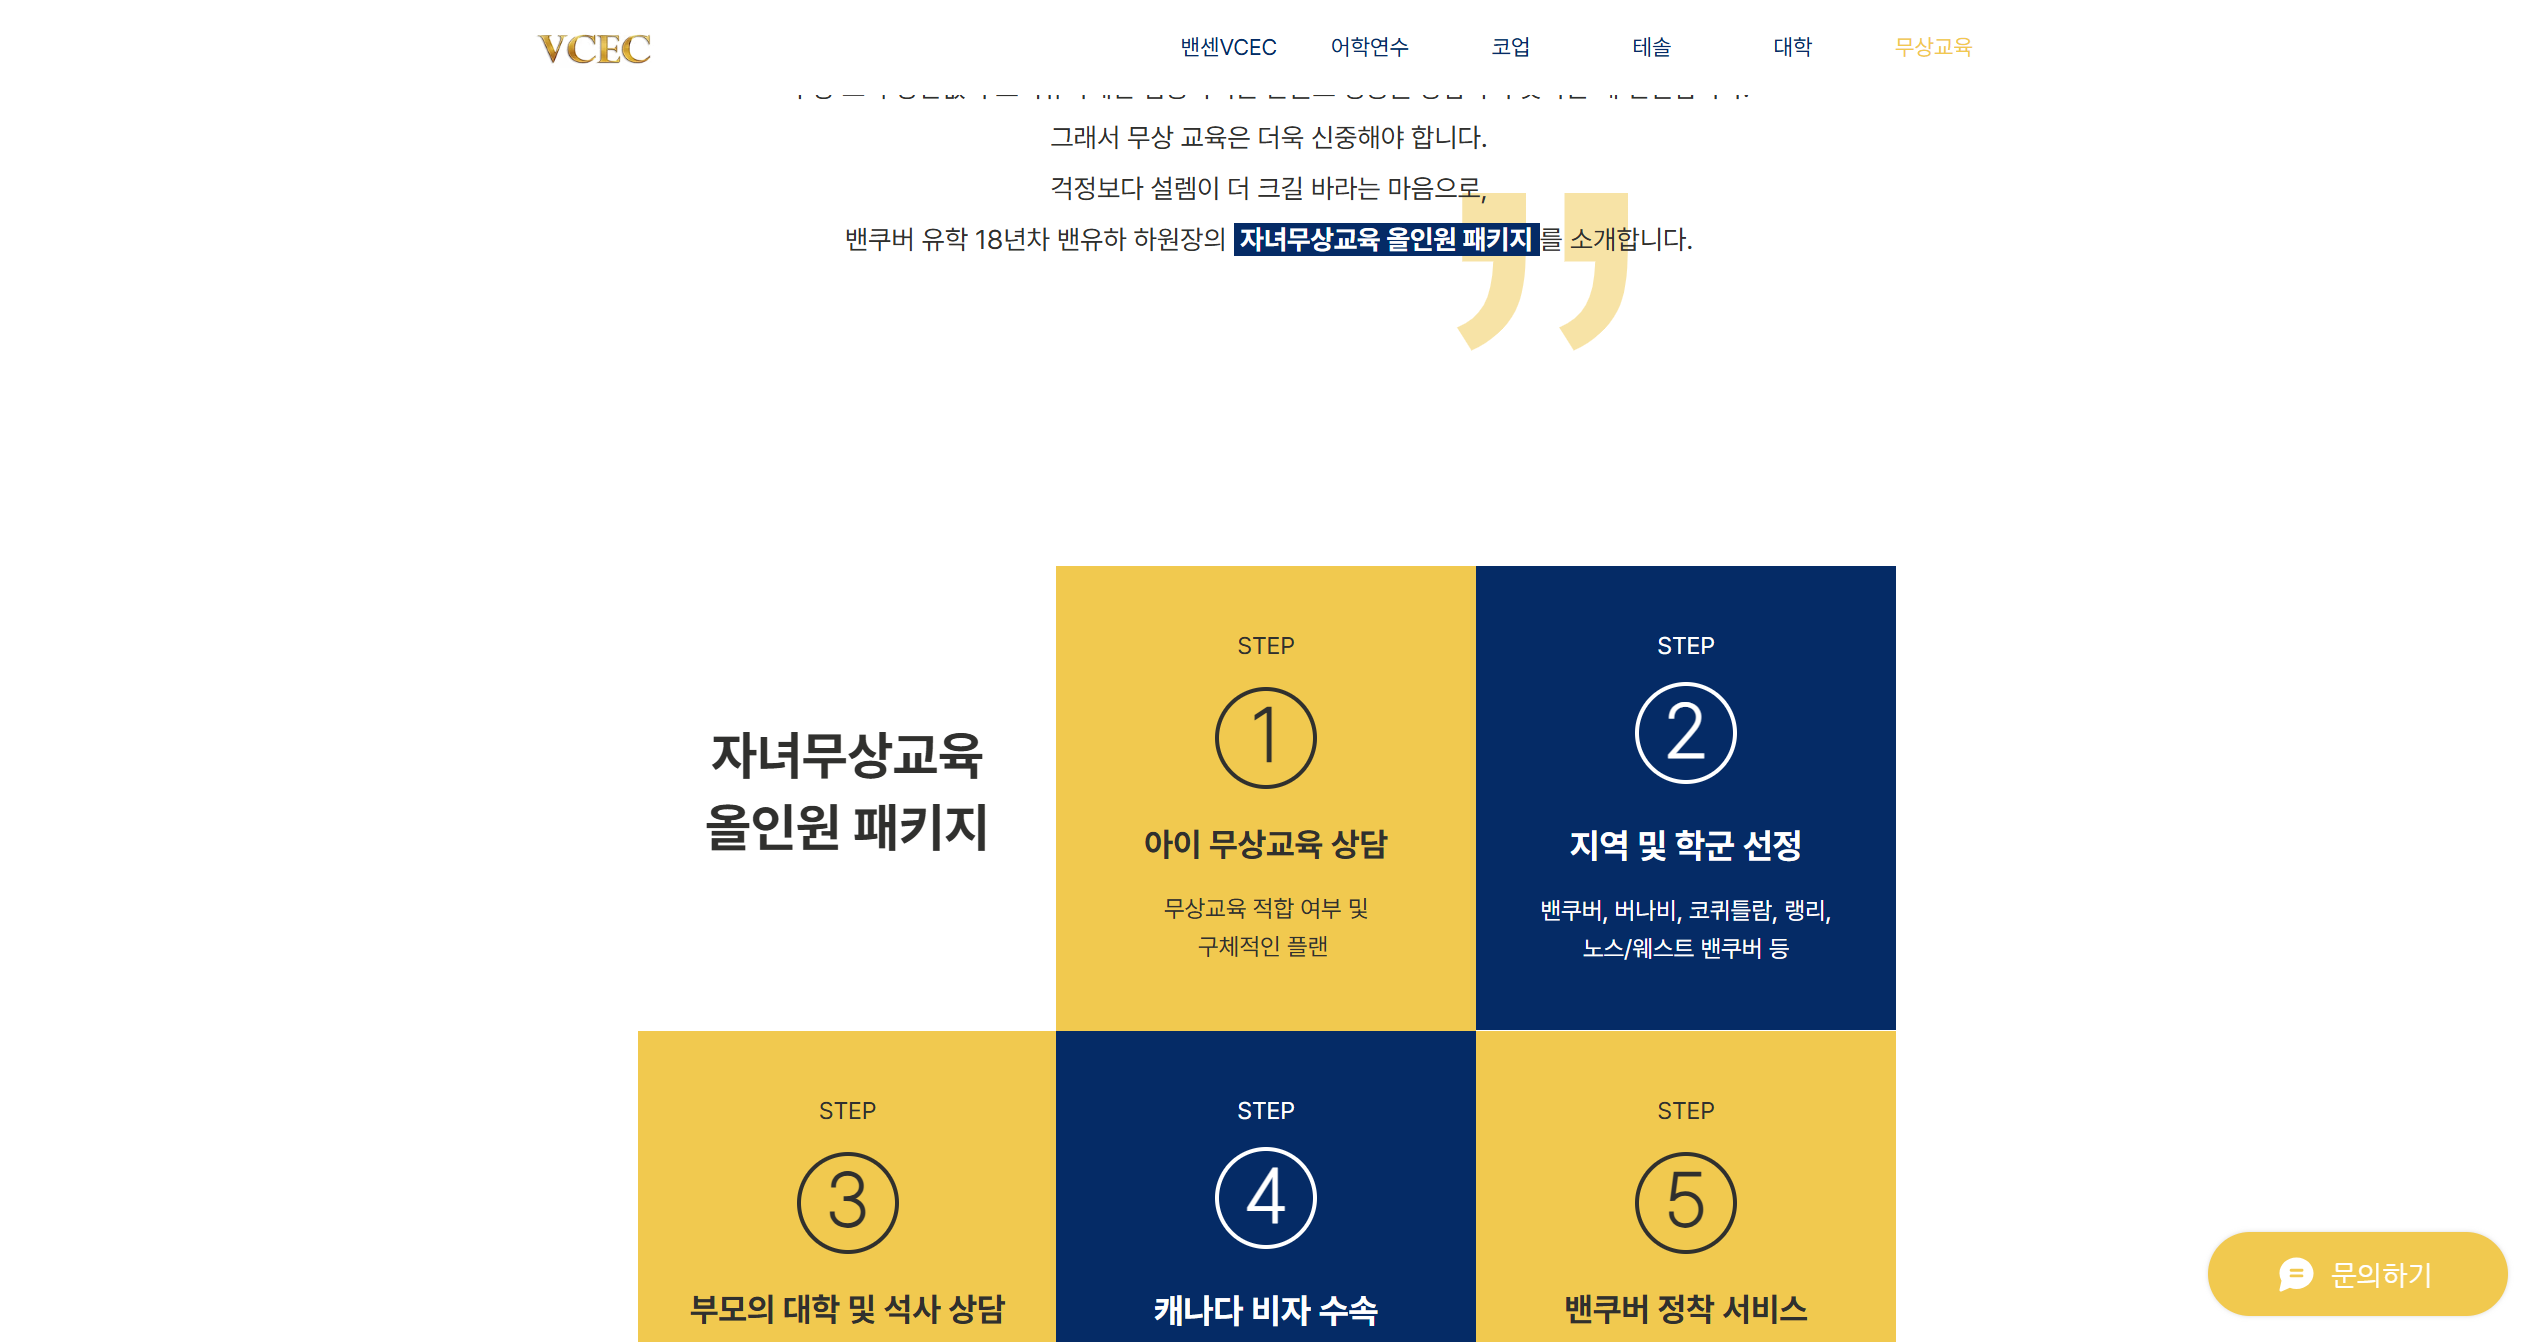 VCEC
밴센VCEC 어학연수 코업 테솔 대학 무상교육
그래서 무상 교육은 더욱 신중해야 합니다.
걱정보다 설렘이 더 크길 바라는 마음으로,
밴쿠버 유학 18년차 밴유하 하원장의 자녀무상교육 올인원 패키지를 소개합니다.
자녀무상교육
올인원 패키지
STEP
1
아이 무상교육 상담
무상교육 적합 여부 및
구체적인 플랜
STEP
2
지역 및 학군 선정
밴쿠버, 버나비, 코퀴틀람, 랭리,
노스/웨스트 밴쿠버 등
STEP
3
부모의 대학 및 석사 상담
STEP
4
캐나다 비자 수속
STEP
5
밴쿠버 정착 서비스
문의하기